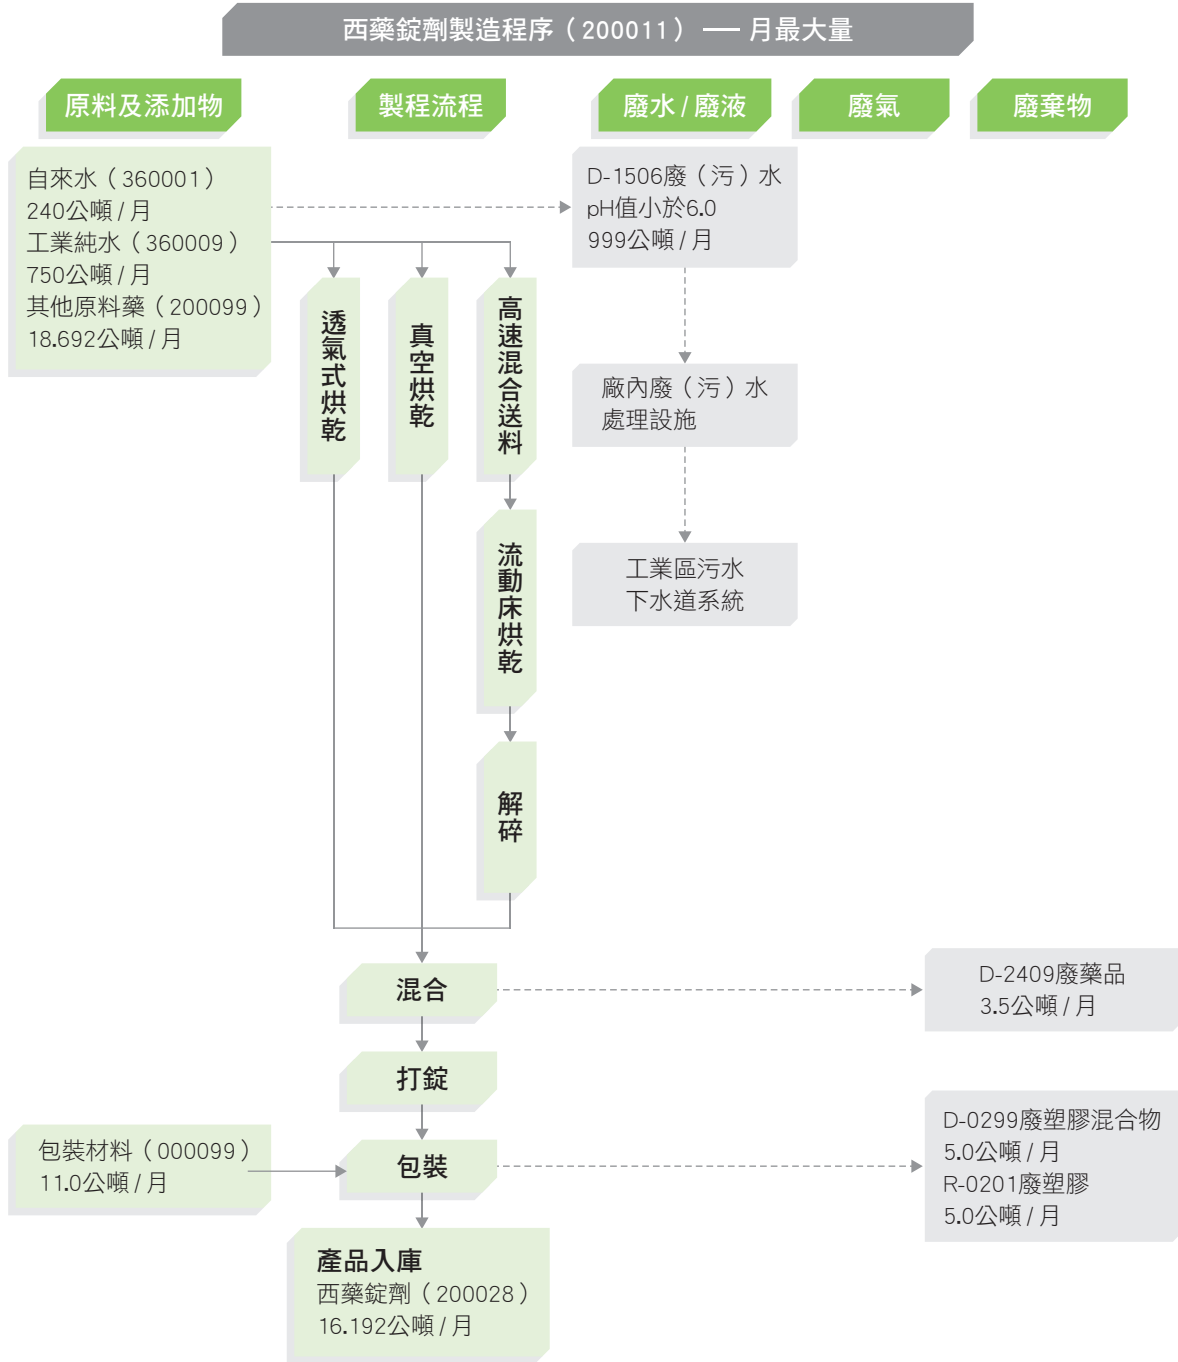 西藥錠劑製造程序（200011）── 月最大量
原料及添加物
製程流程
廢水 / 廢液
廢氣
廢棄物
自來水（360001）
240公噸 / 月
工業純水（360009）
750公噸 / 月
其他原料藥（200099）
18.692公噸 / 月
D-1506廢（污）水
pH值小於6.0
999公噸 / 月
透氣式烘乾
真空烘乾
高速混合送料
廠內廢（污）水
處理設施
流動床烘乾
工業區污水
下水道系統
解碎
混合
D-2409廢藥品
3.5公噸 / 月
打錠
包裝材料（000099）
11.0公噸 / 月
包裝
D-0299廢塑膠混合物
5.0公噸 / 月
R-0201廢塑膠
5.0公噸 / 月
產品入庫
西藥錠劑（200028）
16.192公噸 / 月